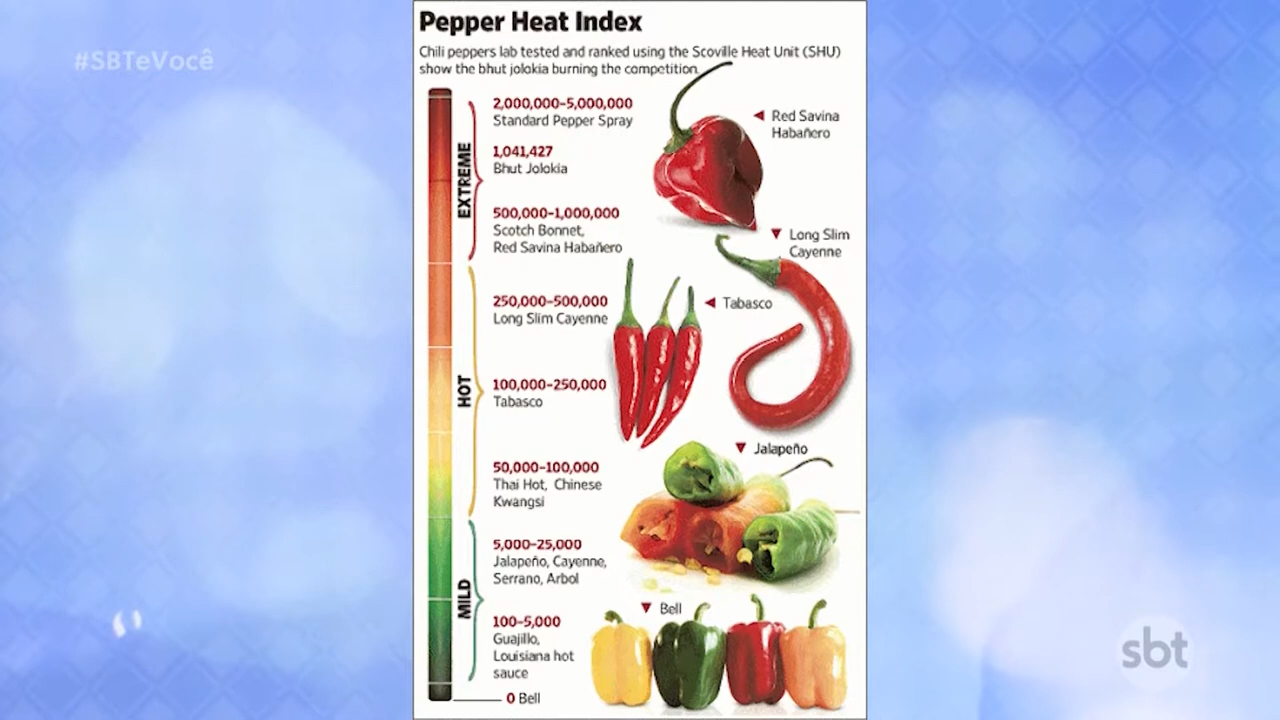 #SBTeVocê
Pepper Heat Index
Chili peppers lab tested and ranked using the Scoville Heat Unit (SHU)
show the bhut jolokia burning the competition.
EXTREME
2,000,000–5,000,000
Standard Pepper Spray
1,041,427
Bhut Jolokia
500,000–1,000,000
Scotch Bonnet,
Red Savina Habañero
HOT
250,000–500,000
Long Slim Cayenne
100,000–250,000
Tabasco
50,000–100,000
Thai Hot, Chinese
Kwangsi
MILD
5,000–25,000
Jalapeño, Cayenne,
Serrano, Arbol
100–5,000
Guajillo,
Louisiana hot
sauce
0 Bell
Red Savina
Habañero
Long Slim
Cayenne
Tabasco
Jalapeño
Bell
sbt